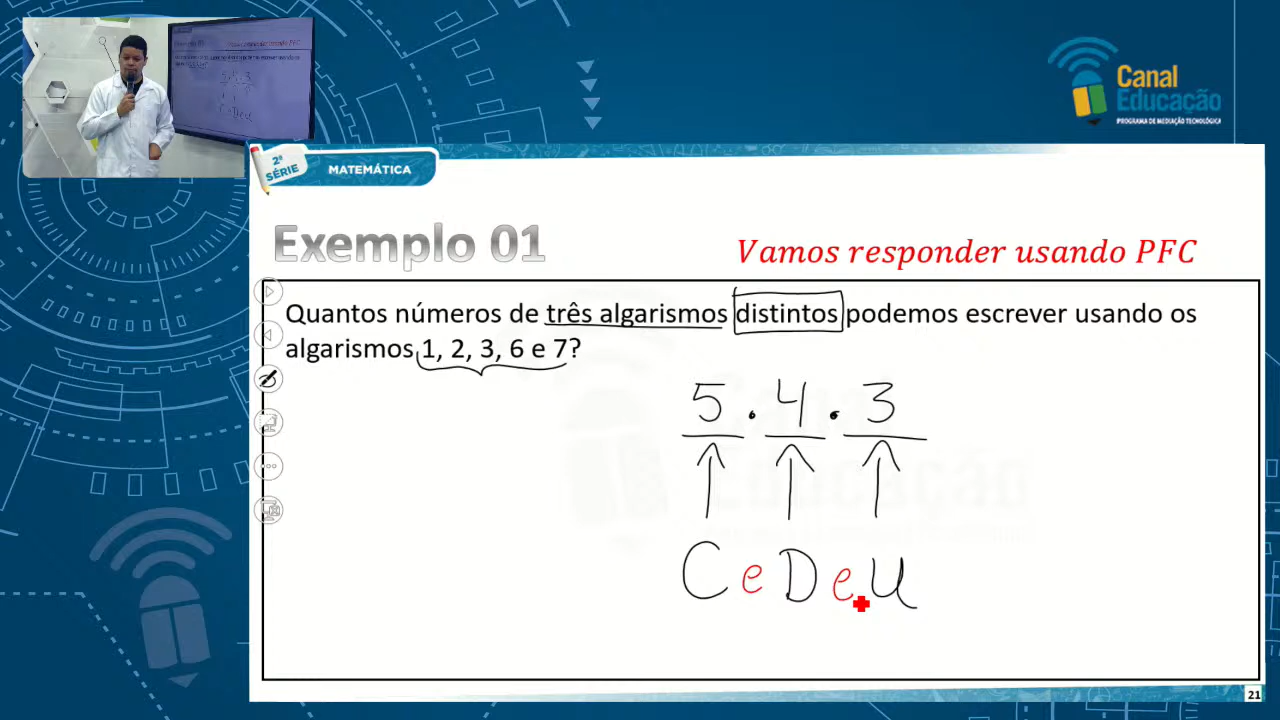 Canal
Educação
PROGRAMA DE MEDIAÇÃO TECNOLÓGICA
2ª
SÉRIE
MATEMÁTICA
Exemplo 01
Vamos responder usando PFC
Quantos números de três algarismos distintos podemos escrever usando os
algarismos 1, 2, 3, 6 e 7?
5 . 4 . 3
C e D e U
21